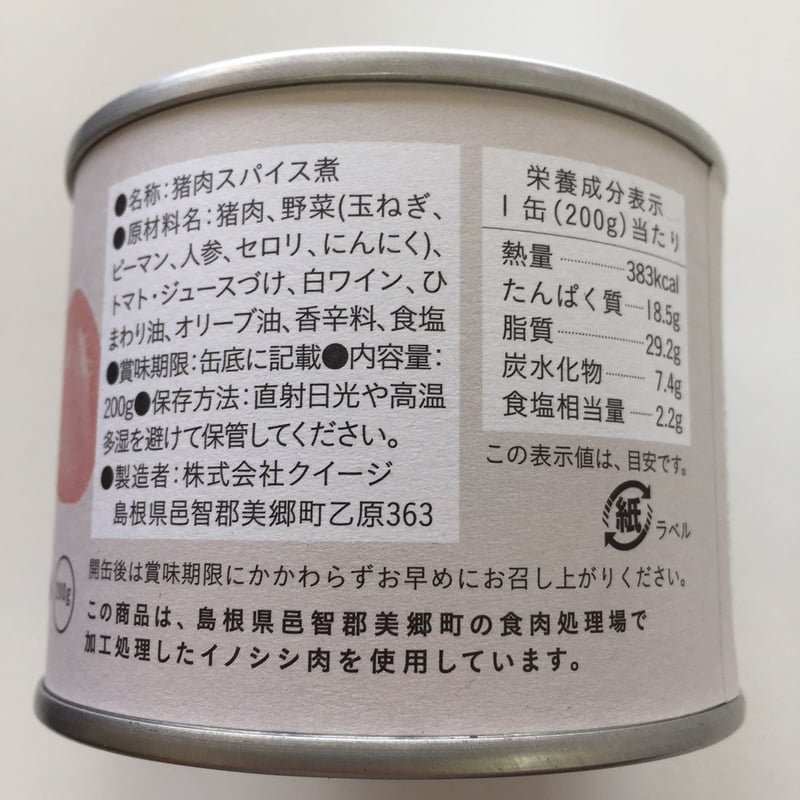 ●名称：猪肉スパイス煮
●原材料名：猪肉、野菜(玉ねぎ、
ピーマン、人参、セロリ、にんにく)、
トマト・ジュースづけ、白ワイン、ひ
まわり油、オリーブ油、香辛料、食塩
●賞味期限：缶底に記載●内容量：
200g●保存方法：直射日光や高温
多湿を避けて保管してください。
●製造者：株式会社クイージ
島根県邑智郡美郷町乙原363
栄養成分表示
1缶(200g)当たり
熱量 383kcal
たんぱく質 18.5g
脂質 29.2g
炭水化物 7.4g
食塩相当量 2.2g
この表示値は、目安です。
紙 ラベル
200g
開缶後は賞味期限にかかわらずお早めにお召し上がりください。
この商品は、島根県邑智郡美郷町の食肉処理場で
加工処理したイノシシ肉を使用しています。